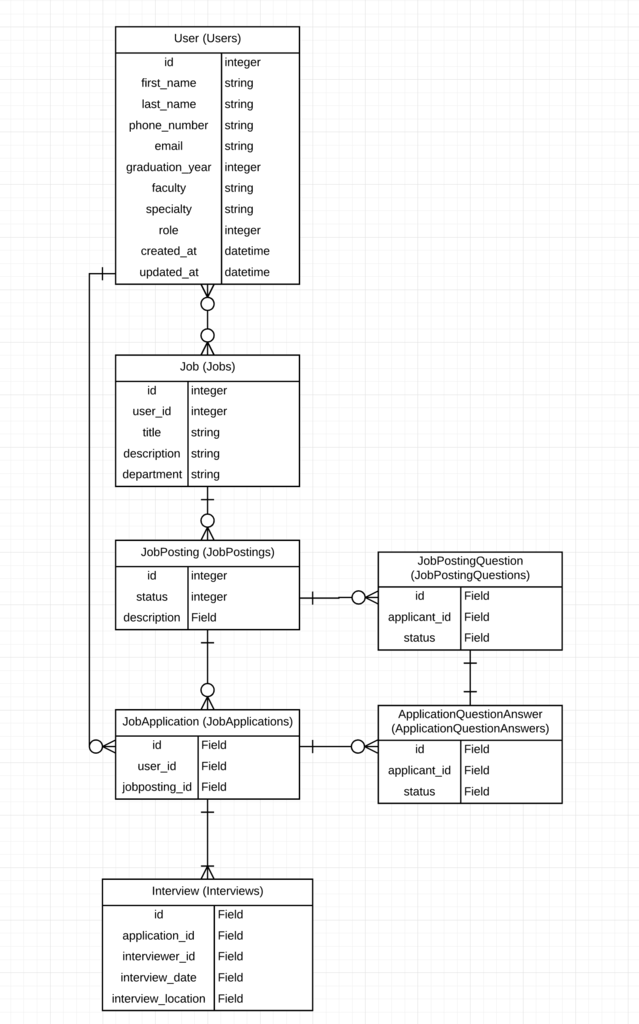 User (Users)
id integer
first_name string
last_name string
phone_number string
email string
graduation_year integer
faculty string
specialty string
role integer
created_at datetime
updated_at datetime
Job (Jobs)
id integer
user_id integer
title string
description string
department string
JobPosting (JobPostings)
id integer
status integer
description Field
JobPostingQuestion
(JobPostingQuestions)
id Field
applicant_id Field
status Field
JobApplication (JobApplications)
id Field
user_id Field
jobposting_id Field
ApplicationQuestionAnswer
(ApplicationQuestionAnswers)
id Field
applicant_id Field
status Field
Interview (Interviews)
id Field
application_id Field
interviewer_id Field
interview_date Field
interview_location Field